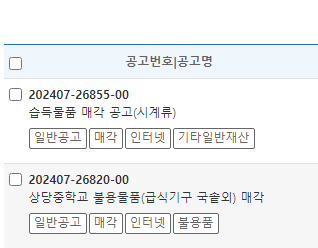 공고번호|공고명
202407-26855-00
습득물품 매각 공고(시계류)
일반공고 매각 인터넷 기타일반재산
202407-26820-00
상당중학교 불용물품(급식기구 국솥외) 매각
일반공고 매각 인터넷 불용품